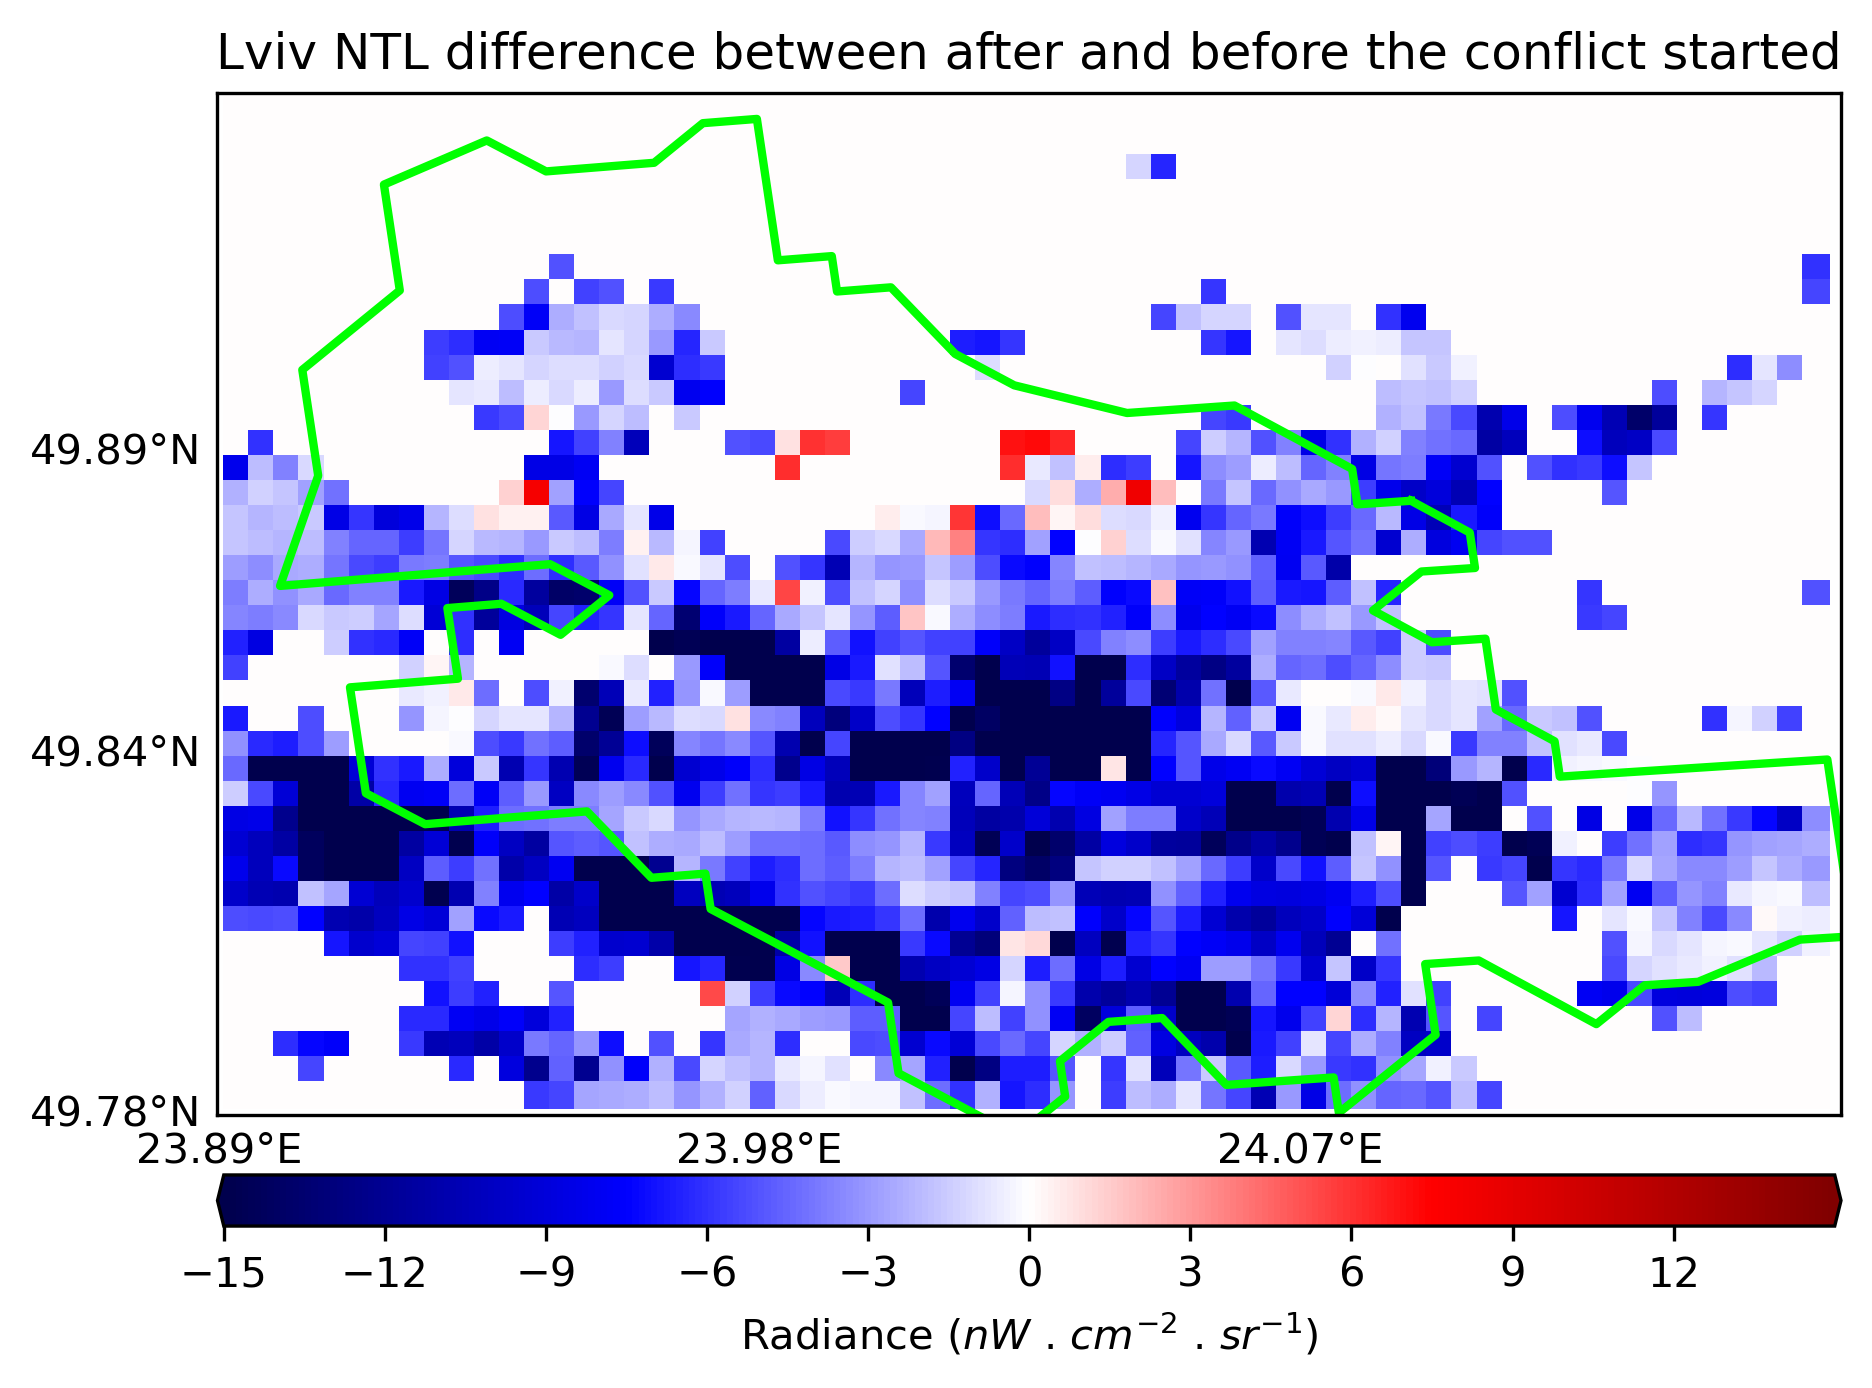 Lviv NTL difference between after and before the conflict started
49.89°N
49.84°N
49.78°N
23.89°E 23.98°E 24.07°E
−15 −12 −9 −6 −3 0 3 6 9 12
Radiance (nW . cm⁻² . sr⁻¹)